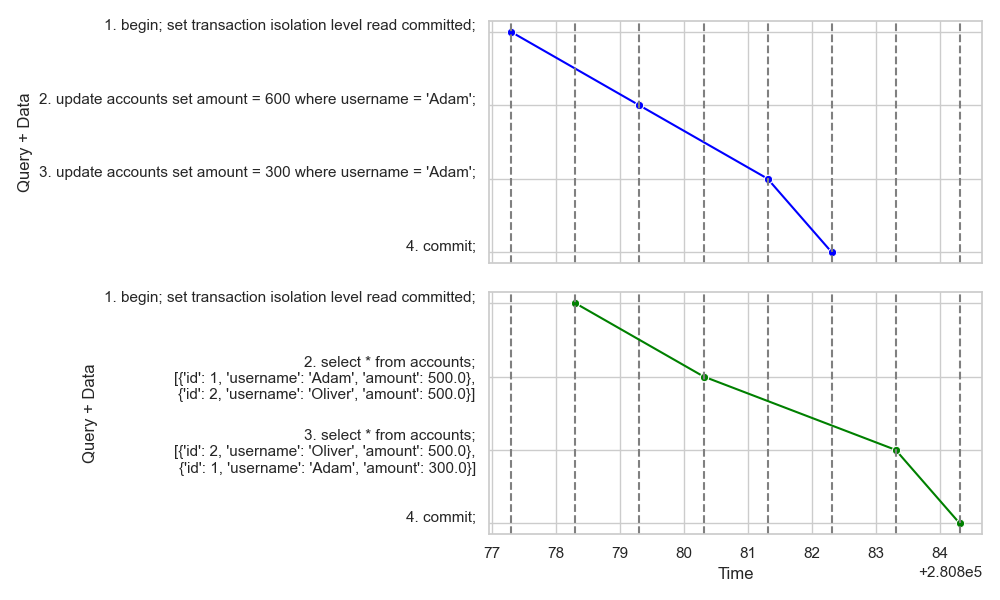 1. begin; set transaction isolation level read committed;
2. update accounts set amount = 600 where username = 'Adam';
3. update accounts set amount = 300 where username = 'Adam';
4. commit;
Query + Data
1. begin; set transaction isolation level read committed;
2. select * from accounts;
[{'id': 1, 'username': 'Adam', 'amount': 500.0},
{'id': 2, 'username': 'Oliver', 'amount': 500.0}]
3. select * from accounts;
[{'id': 2, 'username': 'Oliver', 'amount': 500.0},
{'id': 1, 'username': 'Adam', 'amount': 300.0}]
4. commit;
Query + Data
77 78 79 80 81 82 83 84
Time
+2.808e5